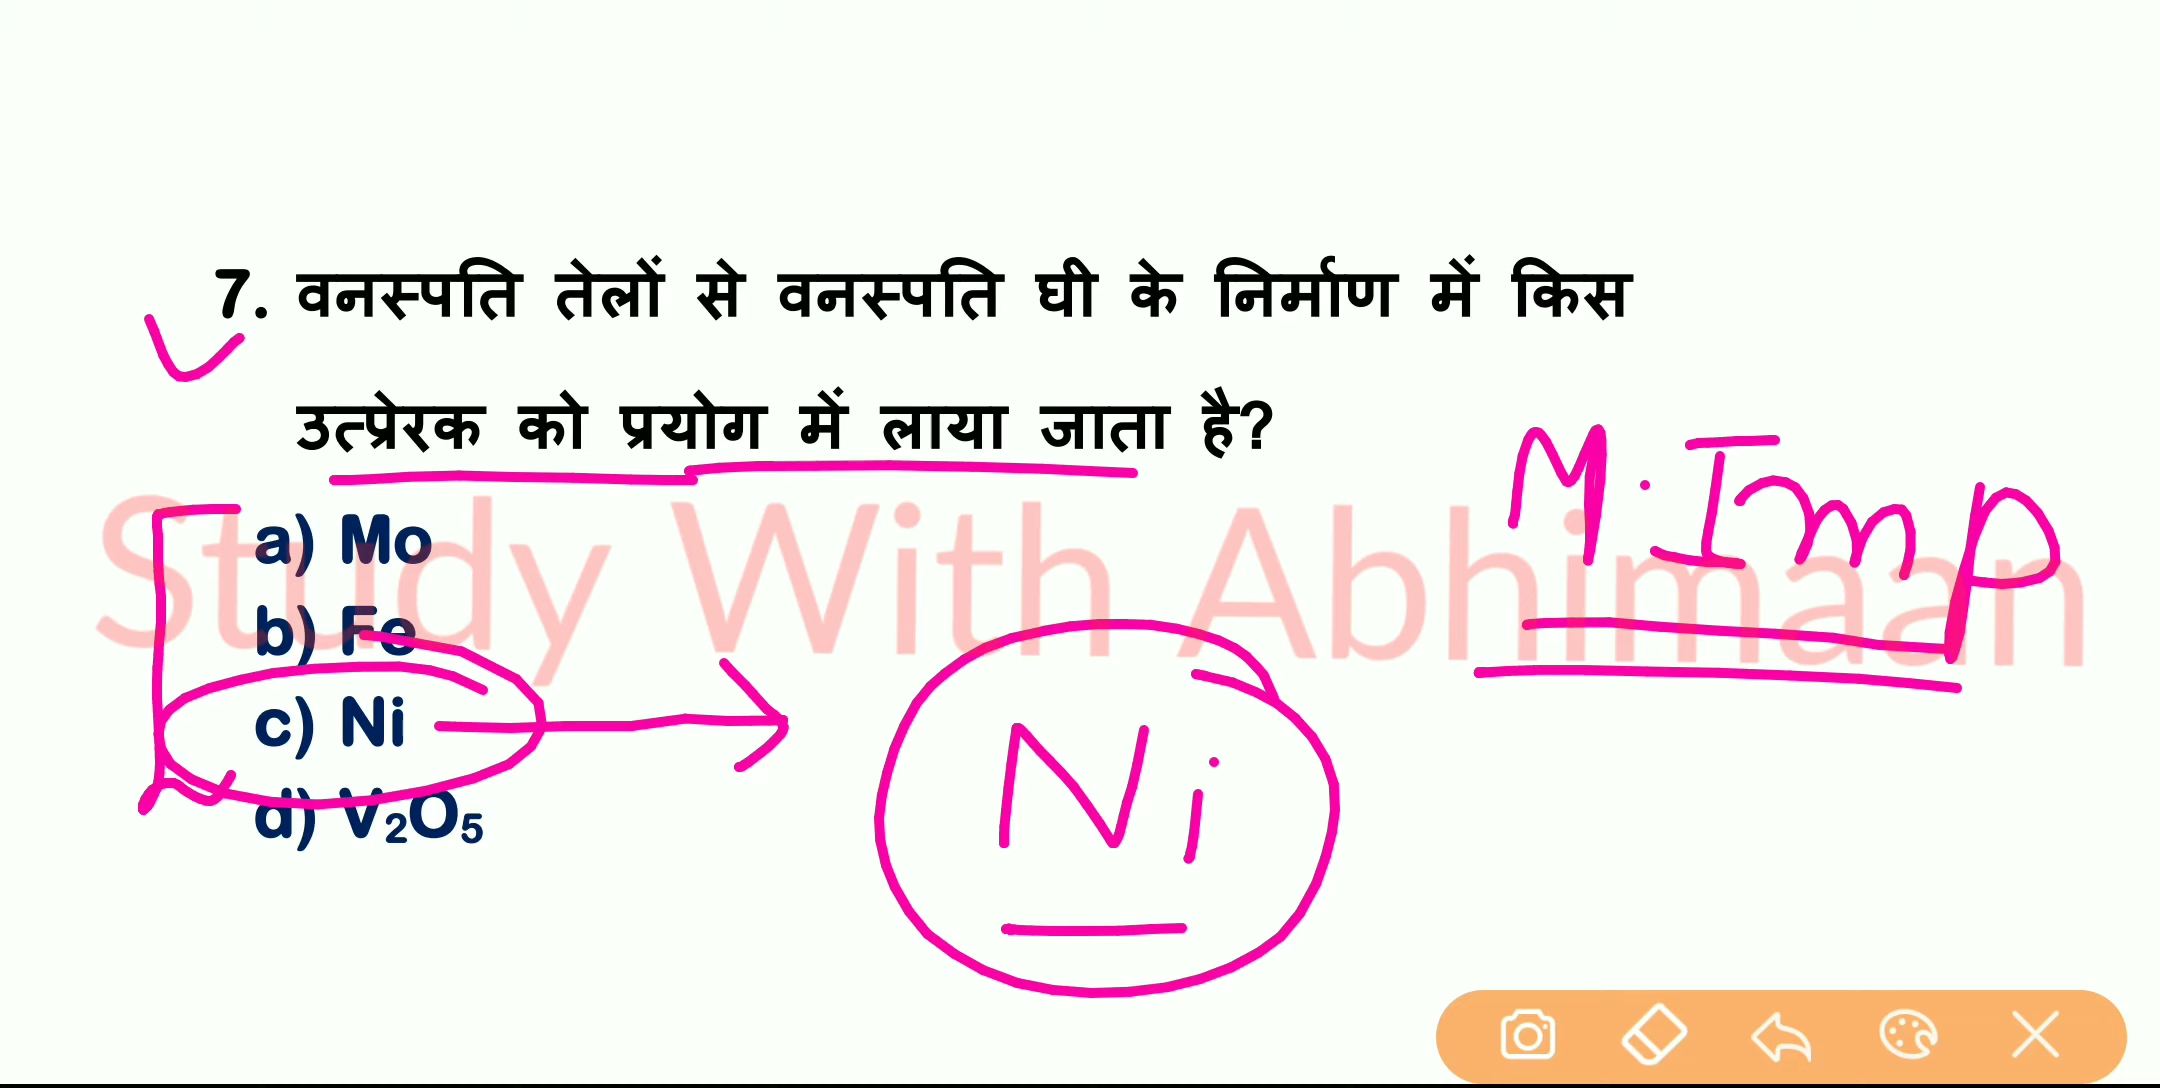 7. वनस्पति तेलों से वनस्पति घी के निर्माण में किस
उत्प्रेरक को प्रयोग में लाया जाता है?
M. Imp
Study With Abhimaan
a) Mo
b) Fe
c) Ni
Ni
d) V₂O₅